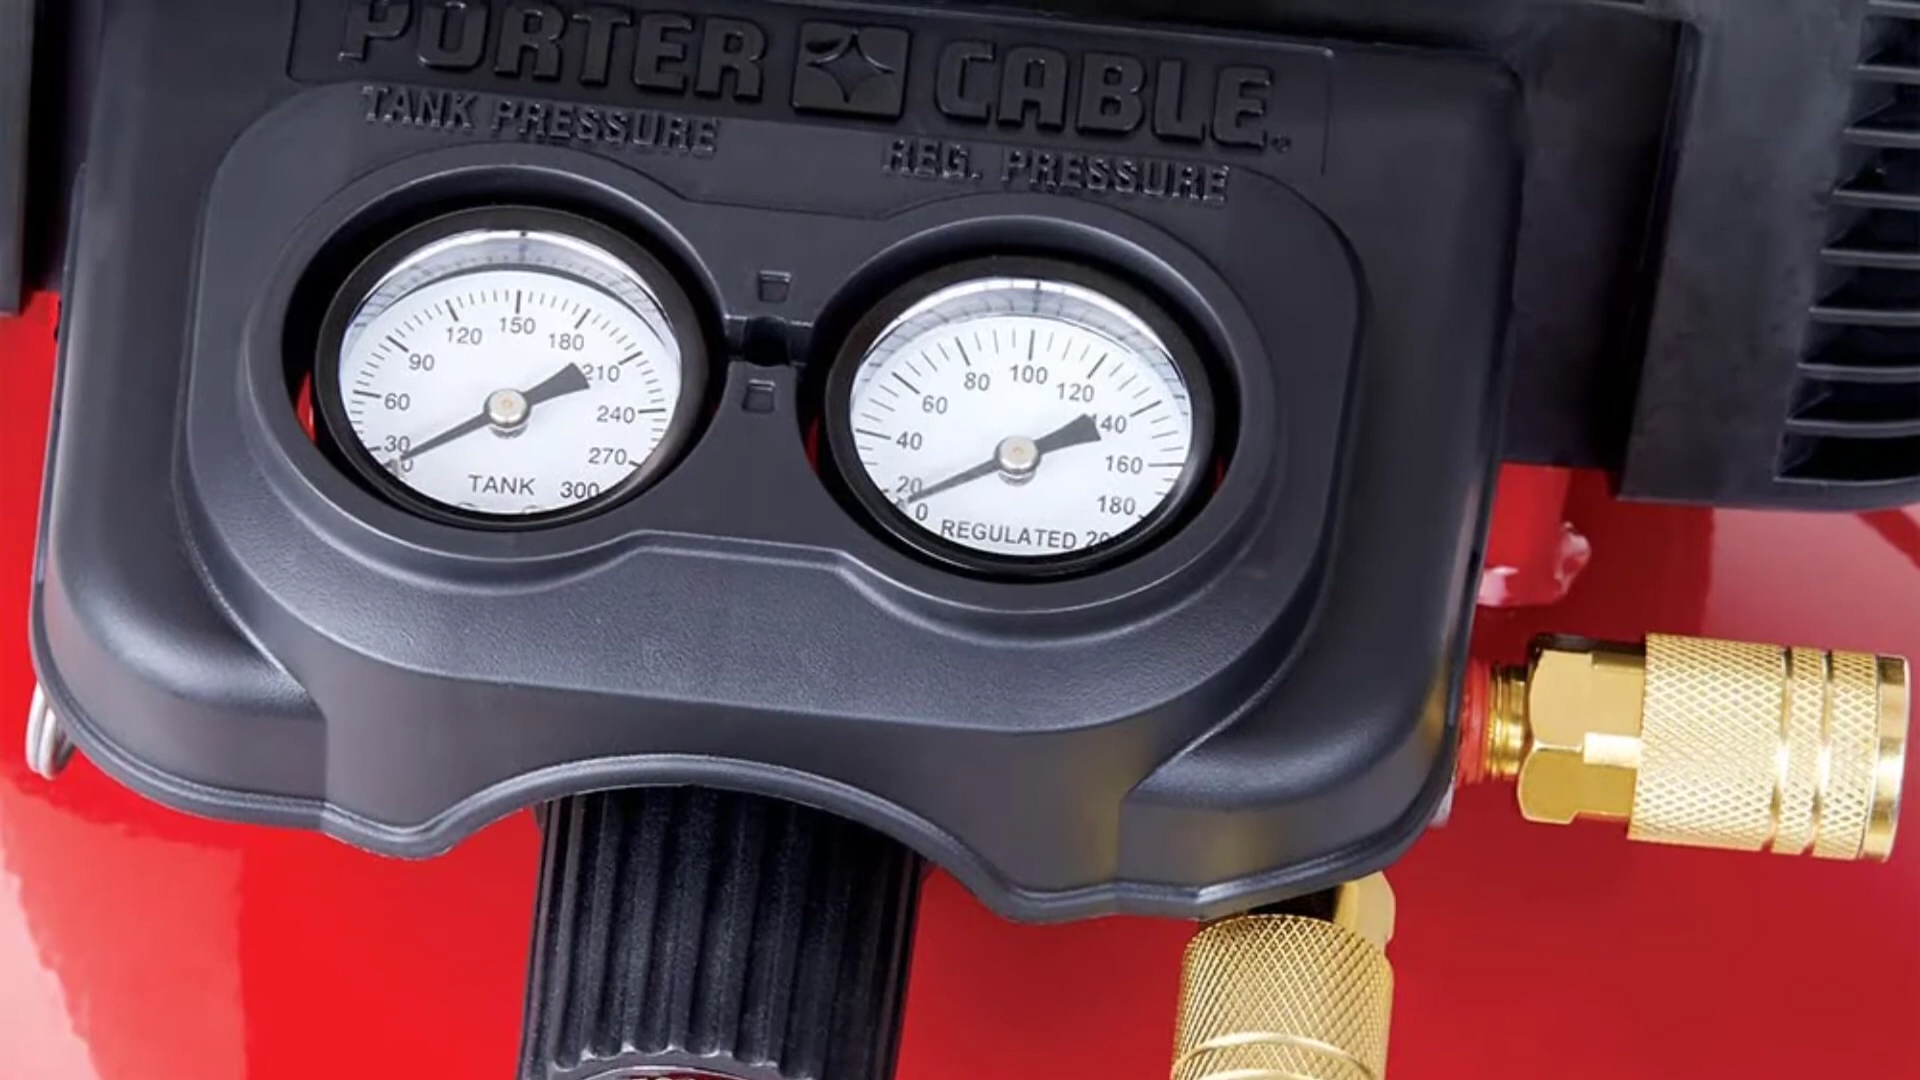 PORTER CABLE
TANK PRESSURE
REG. PRESSURE
0 30 60 90 120 150 180 210 240 270 300
TANK
0 20 40 60 80 100 120 140 160 180
REGULATED